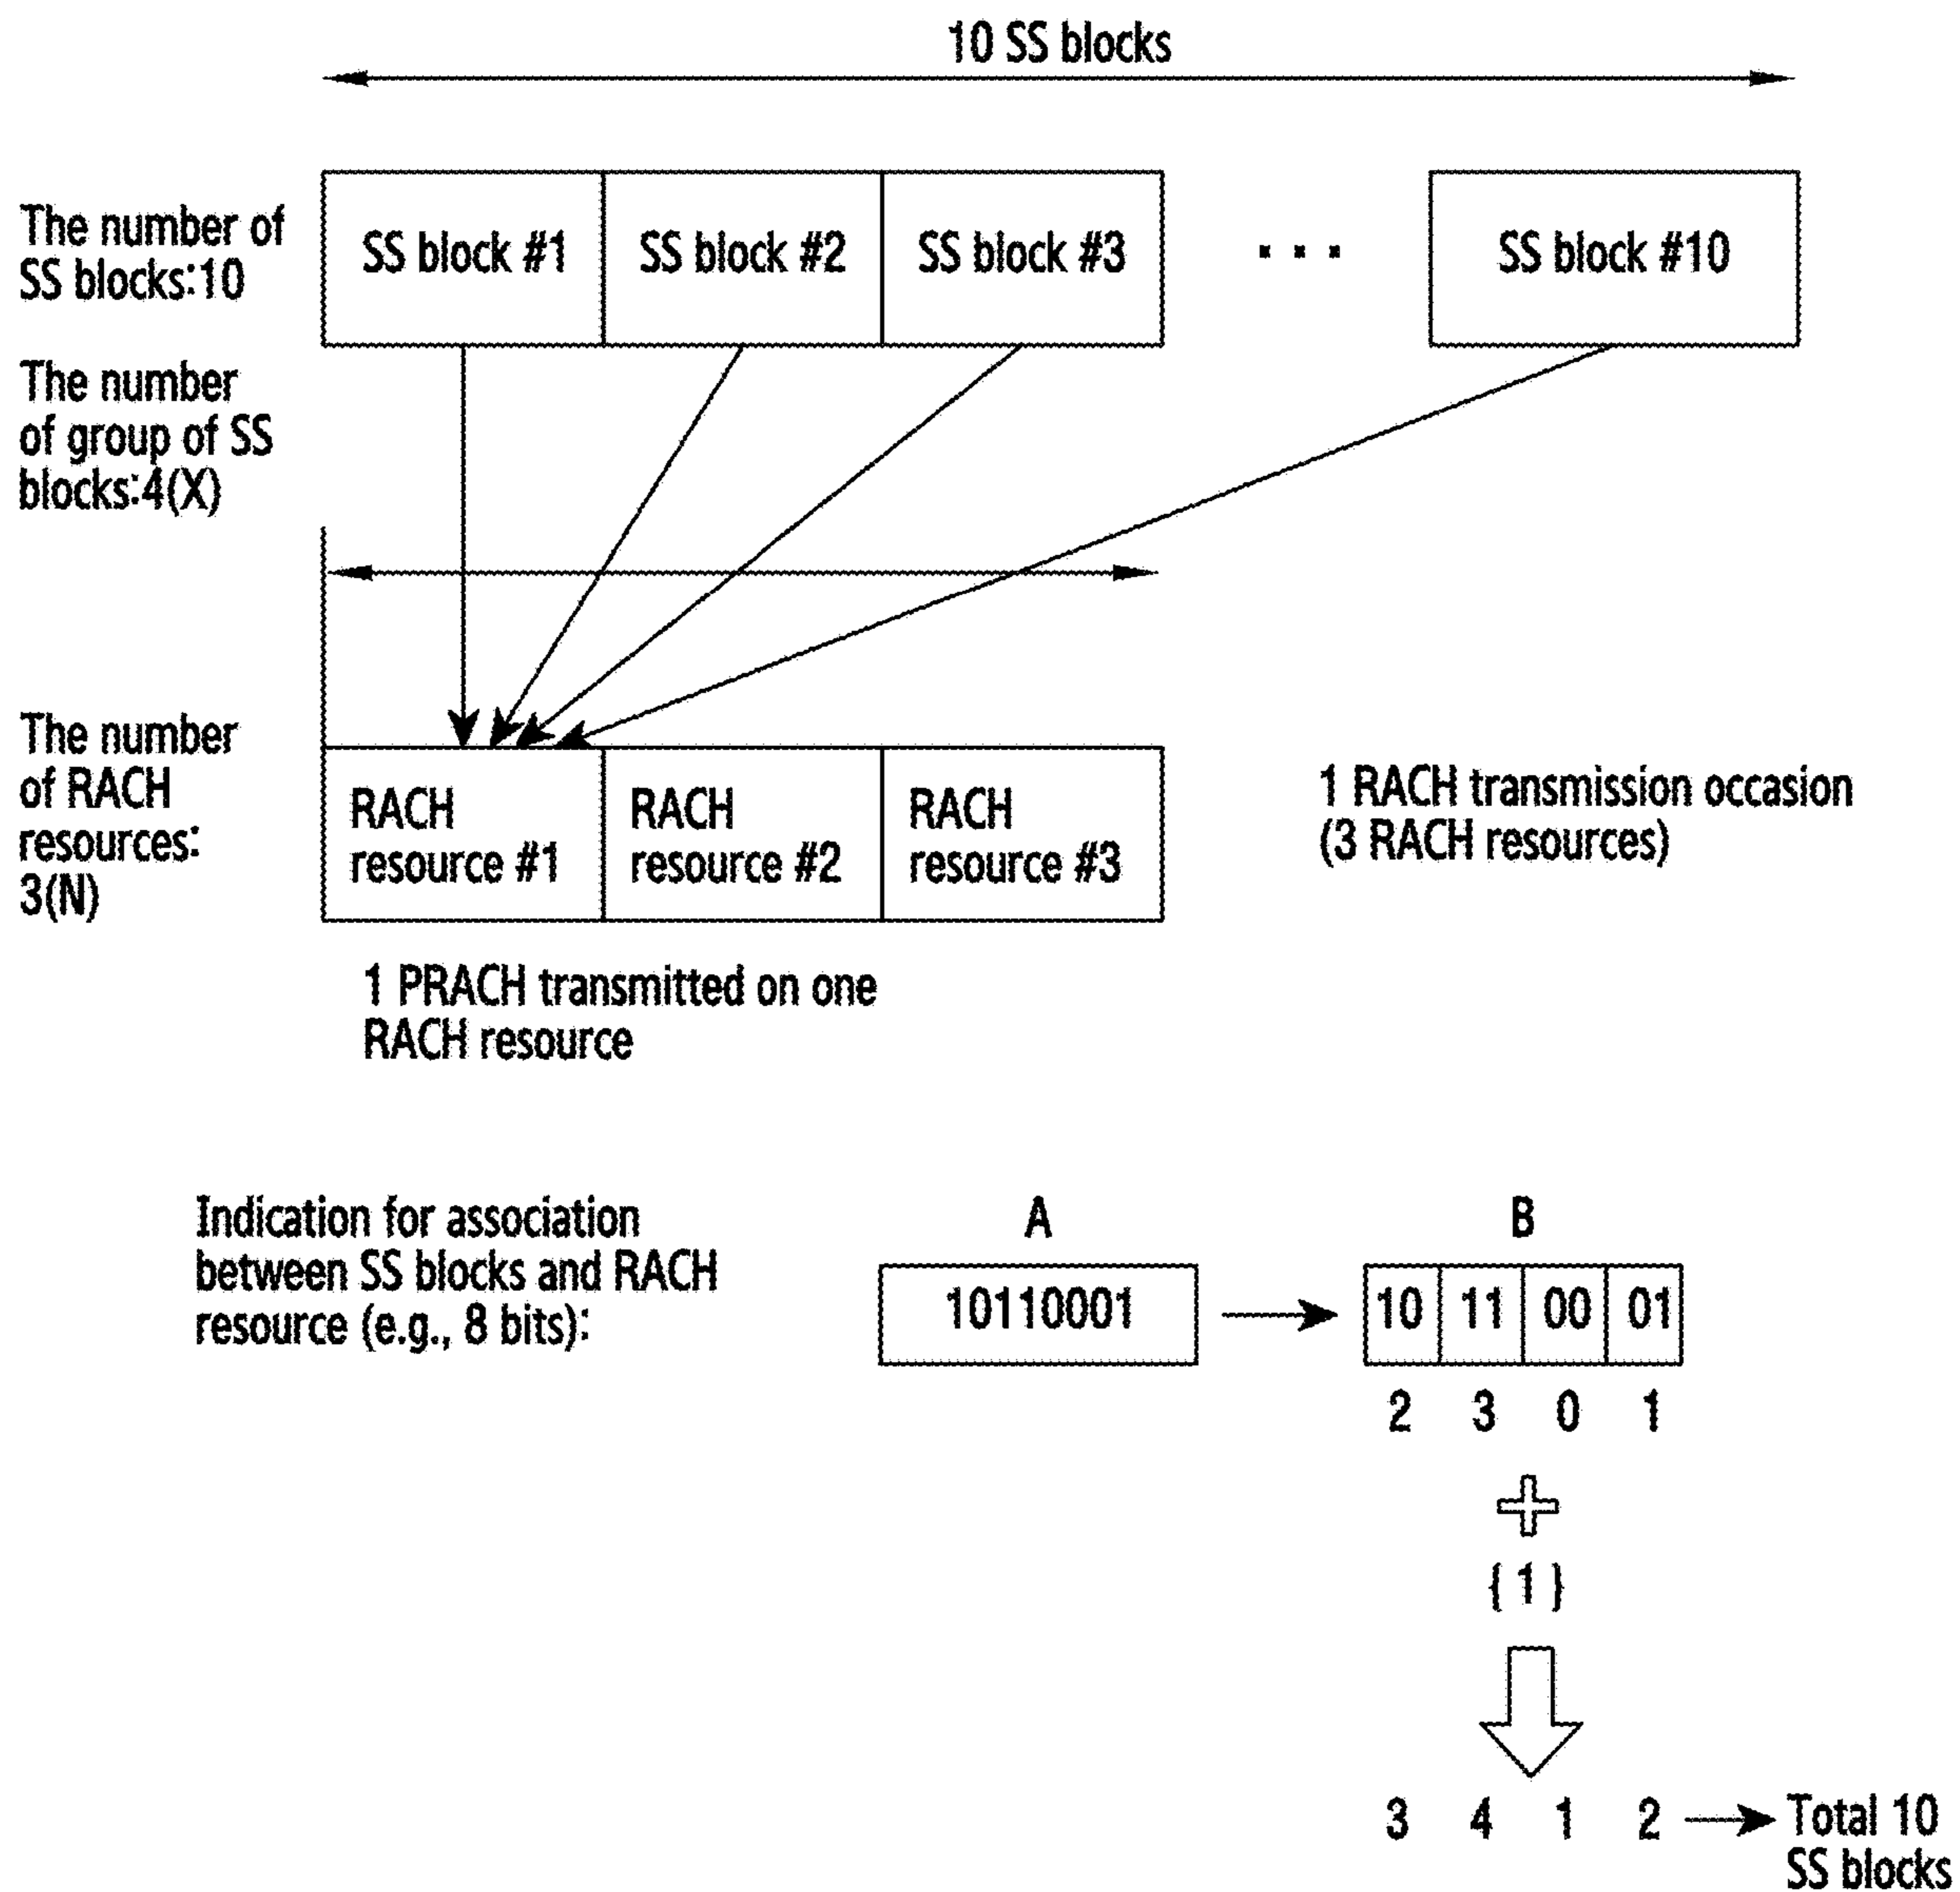 10 SS blocks
The number of
SS blocks:10
SS block #1
SS block #2
SS block #3
...
SS block #10
The number
of group of SS
blocks:4(X)
The number
of RACH
resources:
3(N)
RACH
resource #1
RACH
resource #2
RACH
resource #3
1 RACH transmission occasion
(3 RACH resources)
1 PRACH transmitted on one
RACH resource
Indication for association
between SS blocks and RACH
resource (e.g., 8 bits):
A
10110001
B
10 11 00 01
2 3 0 1
+
{1}
3 4 1 2
Total 10
SS blocks